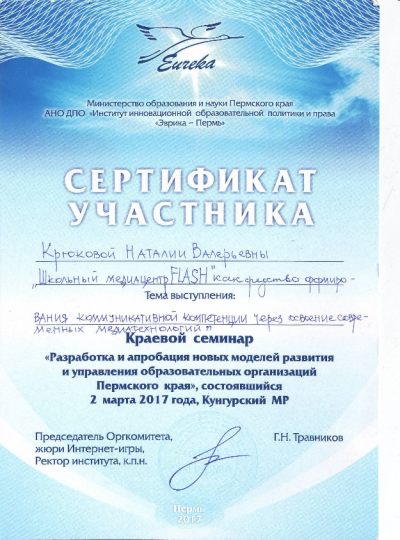 Eureka
Министерство образования и науки Пермского края
АНО ДПО «Институт инновационной образовательной политики и права
«Эврика – Пермь»
СЕРТИФИКАТ
УЧАСТНИКА
Крюковой Наталии Валерьевны
„Школьный медиацентр FLASH" как средство формиро-
Тема выступления:
вания коммуникативной компетенции через освоение совре-
менных медиатехнологий"
Краевой семинар
«Разработка и апробация новых моделей развития
и управления образовательных организаций
Пермского края», состоявшийся
2 марта 2017 года, Кунгурский МР
Председатель Оргкомитета,
жюри Интернет-игры,
Ректор института, к.п.н.
Г.Н. Травников
Пермь
2017